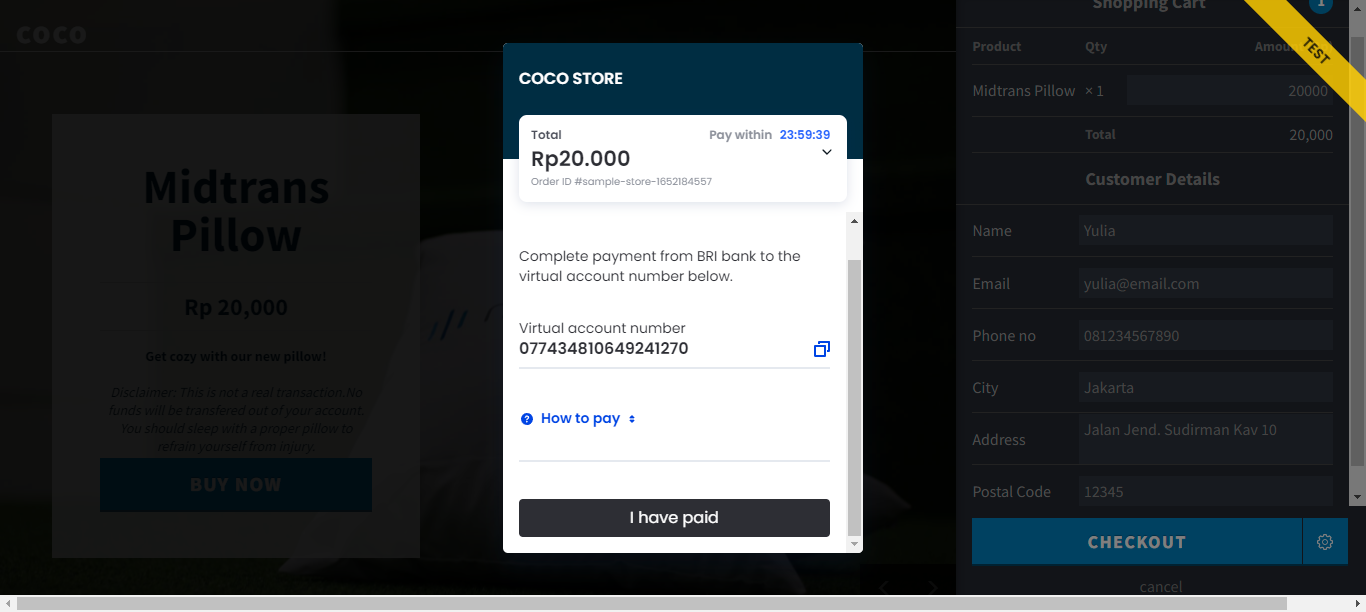 coco
Midtrans
Pillow
Rp 20,000
Get cozy with our new pillow!
Disclaimer: This is not a real transaction.No
funds will be transfered out of your account.
You should sleep with a proper pillow to
refrain yourself from injury.
BUY NOW
COCO STORE
Total
Pay within 23:59:39
Rp20.000
Order ID #sample-store-1652184557
Complete payment from BRI bank to the
virtual account number below.
Virtual account number
077434810649241270
How to pay
I have paid
Shopping Cart 1
Product Qty
TEST
Midtrans Pillow × 1 20000
Total 20,000
Customer Details
Name Yulia
Email yulia@email.com
Phone no 081234567890
City Jakarta
Address Jalan Jend. Sudirman Kav 10
Postal Code 12345
CHECKOUT
cancel